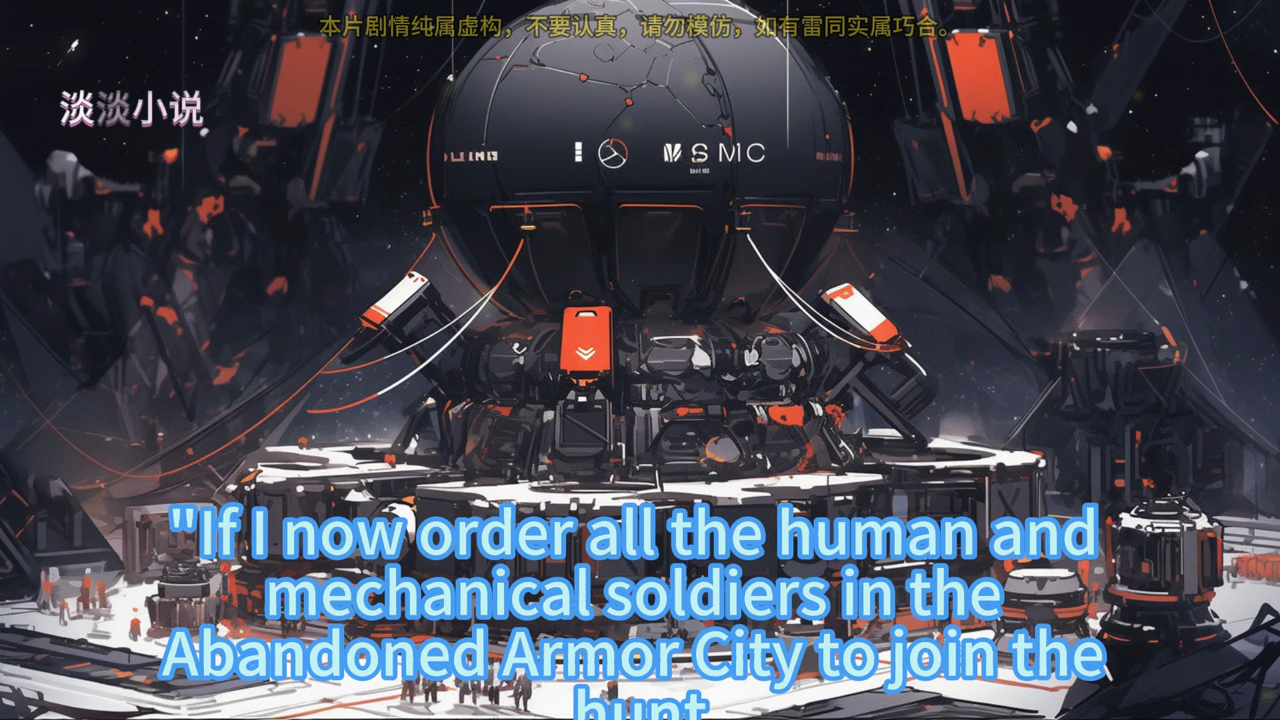 本片剧情纯属虚构，不要认真，请勿模仿，如有雷同实属巧合。
淡淡小说
SMC
"If I now order all the human and
mechanical soldiers in the
Abandoned Armor City to join the
hunt